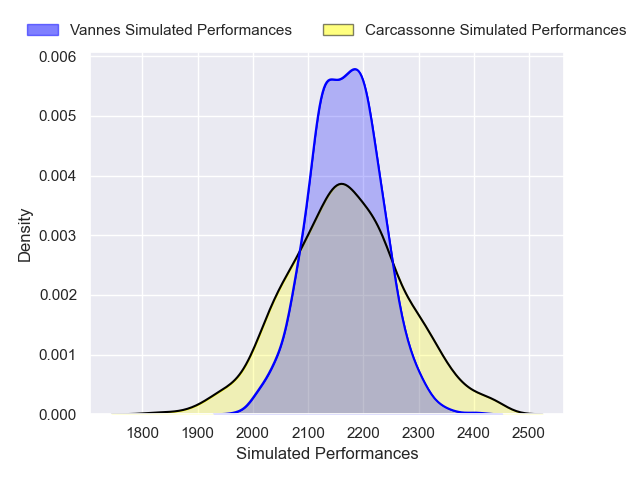 Vannes Simulated Performances Carcassonne Simulated Performances
0.006
0.005
0.004
0.003
0.002
0.001
0.000
Density
1800 1900 2000 2100 2200 2300 2400 2500
Simulated Performances